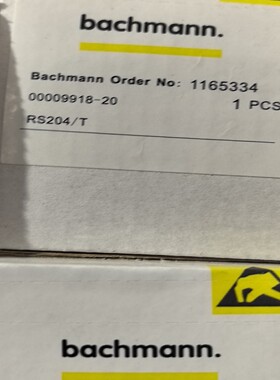 bachmann.
Bachmann Order No: 1165334
00009918-20 1 PCS
RS204/T
bachmann.